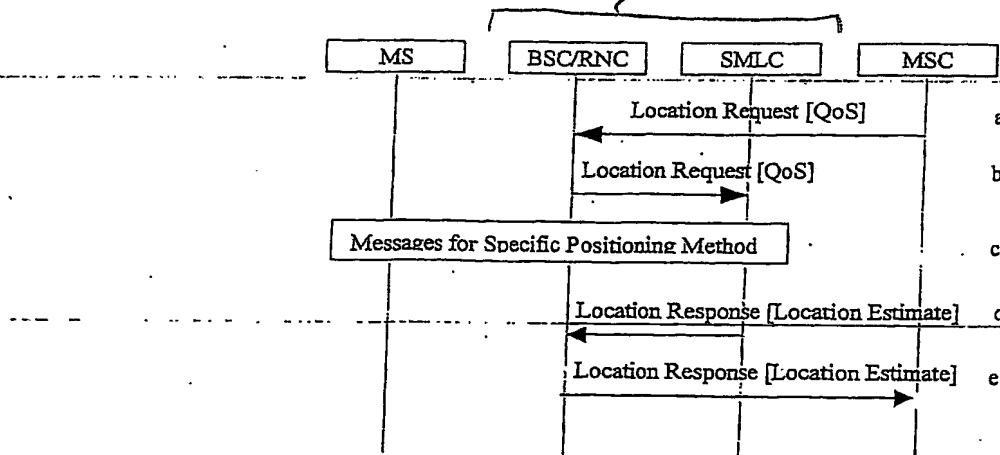 MS BSC/RNC SMLC MSC
Location Request [QoS] a
Location Request [QoS] b
Messages for Specific Positioning Method c
Location Response [Location Estimate] d
Location Response [Location Estimate] e